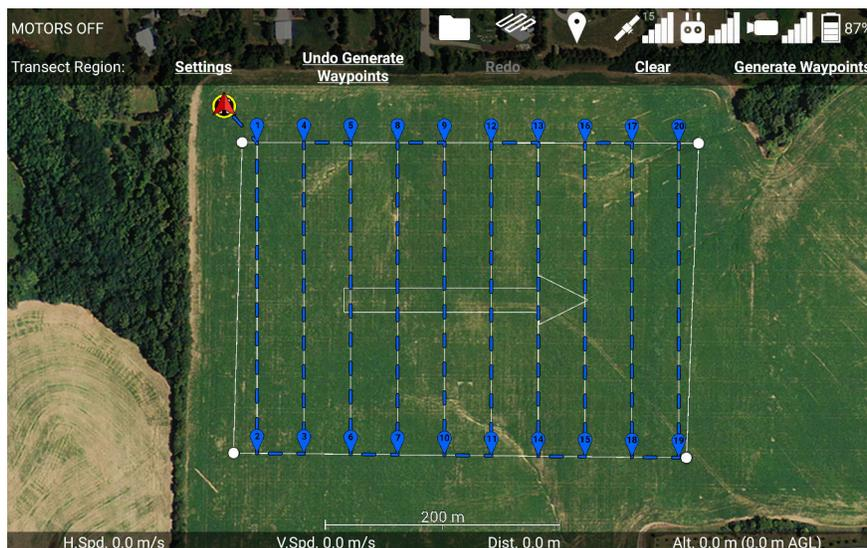 MOTORS OFF
15
87%
Transect Region:
Settings
Undo Generate
Waypoints
Redo
Clear
Generate Waypoints
1 4 5 8 9 12 13 16 17 20
2 3 6 7 10 11 14 15 18 19
200 m
H.Spd. 0.0 m/s
V.Spd. 0.0 m/s
Dist. 0.0 m
Alt. 0.0 m (0.0 m AGL)